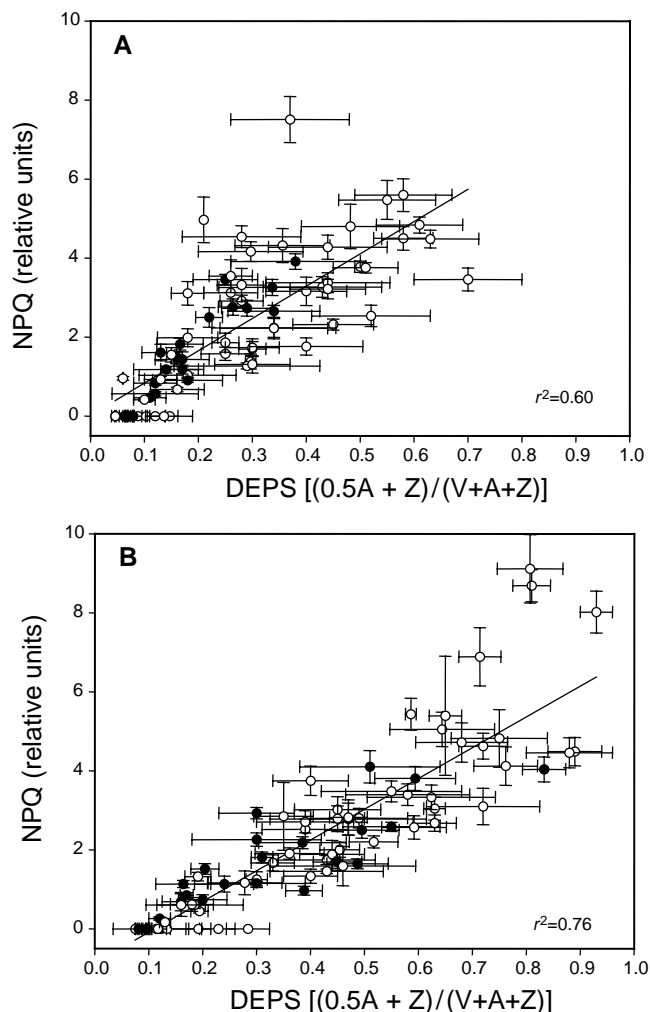 A
10
8
6
4
2
0
NPQ (relative units)
r²=0.60
0.0 0.1 0.2 0.3 0.4 0.5 0.6 0.7 0.8 0.9 1.0
DEPS [(0.5A + Z)/(V+A+Z)]
B
10
8
6
4
2
0
NPQ (relative units)
r²=0.76
0.0 0.1 0.2 0.3 0.4 0.5 0.6 0.7 0.8 0.9 1.0
DEPS [(0.5A + Z)/(V+A+Z)]